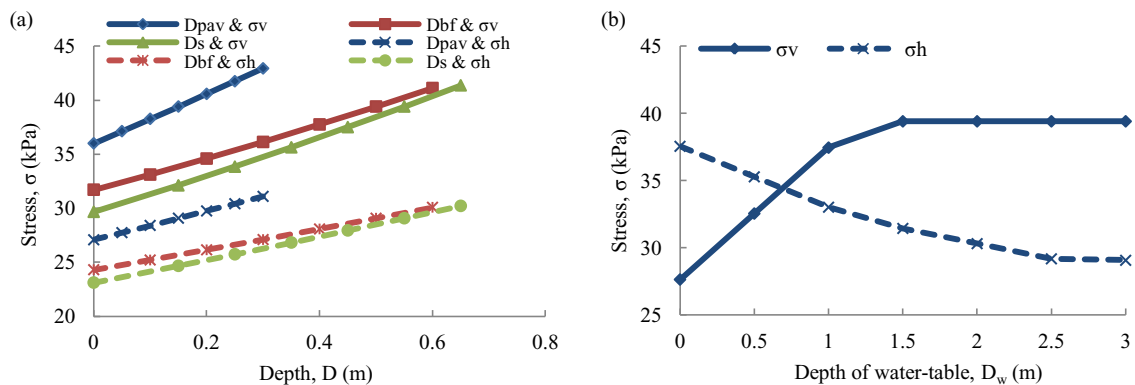 (a)
Dpav & σv
Dbf & σv
Ds & σv
Dpav & σh
Dbf & σh
Ds & σh
Stress, σ (kPa)
45
40
35
30
25
20
0
0.2
0.4
0.6
0.8
Depth, D (m)
(b)
σv
σh
Stress, σ (kPa)
45
40
35
30
25
0
0.5
1
1.5
2
2.5
3
Depth of water-table, Dw (m)